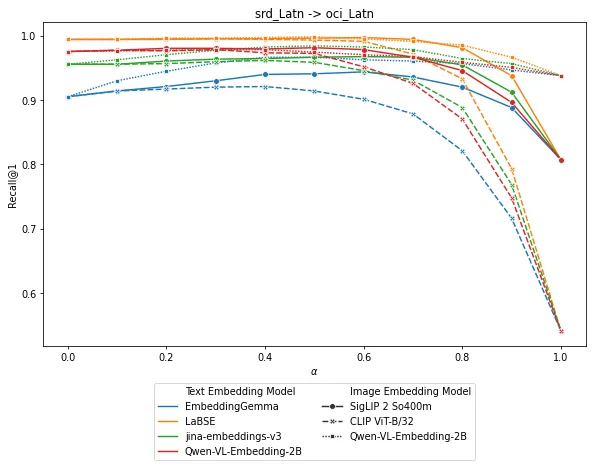 srd_Latn -> oci_Latn
1.0
0.9
0.8
0.7
0.6
Recall@1
0.0 0.2 0.4 0.6 0.8 1.0
α
Text Embedding Model Image Embedding Model
EmbeddingGemma SigLIP 2 So400m
LaBSE CLIP ViT-B/32
jina-embeddings-v3 Qwen-VL-Embedding-2B
Qwen-VL-Embedding-2B